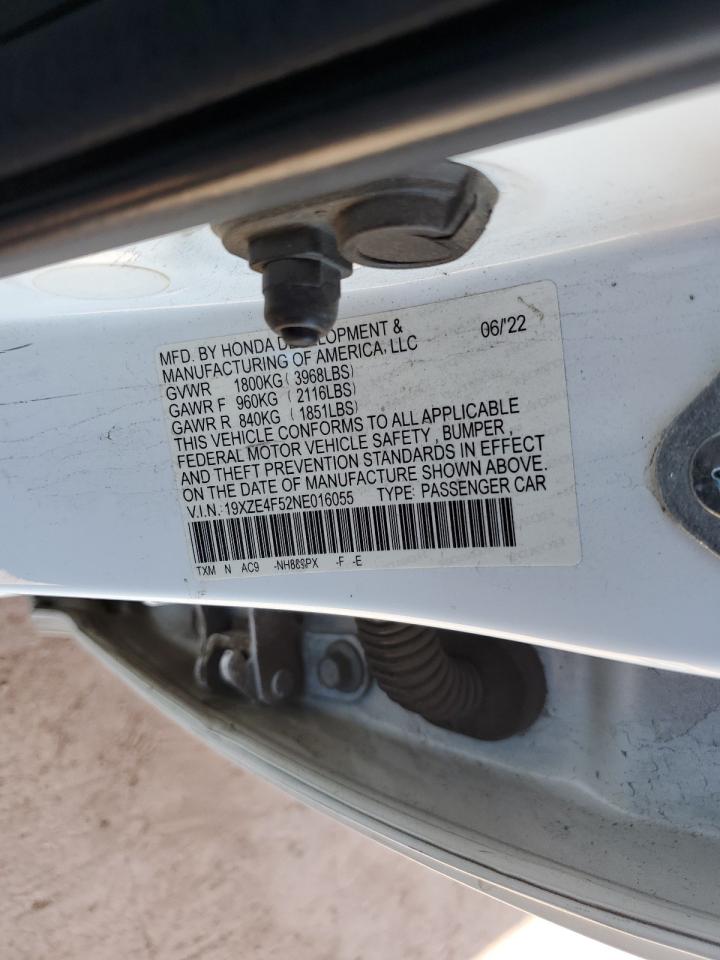 MFD. BY HONDA DEVELOPMENT & 06/'22
MANUFACTURING OF AMERICA, LLC
GVWR 1800KG ( 3968LBS)
GAWR F 960KG ( 2116LBS)
GAWR R 840KG ( 1851LBS)
THIS VEHICLE CONFORMS TO ALL APPLICABLE
FEDERAL MOTOR VEHICLE SAFETY , BUMPER ,
AND THEFT PREVENTION STANDARDS IN EFFECT
ON THE DATE OF MANUFACTURE SHOWN ABOVE.
V.I.N.: 19XZE4F52NE016055 TYPE: PASSENGER CAR
TXM N AC9 -NH889PX -F -E